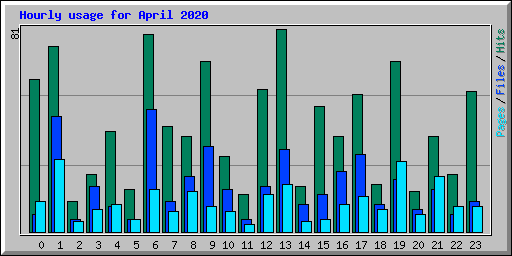 Hourly usage for April 2020
81
Pages/Files/Hits
0 1 2 3 4 5 6 7 8 9 10 11 12 13 14 15 16 17 18 19 20 21 22 23